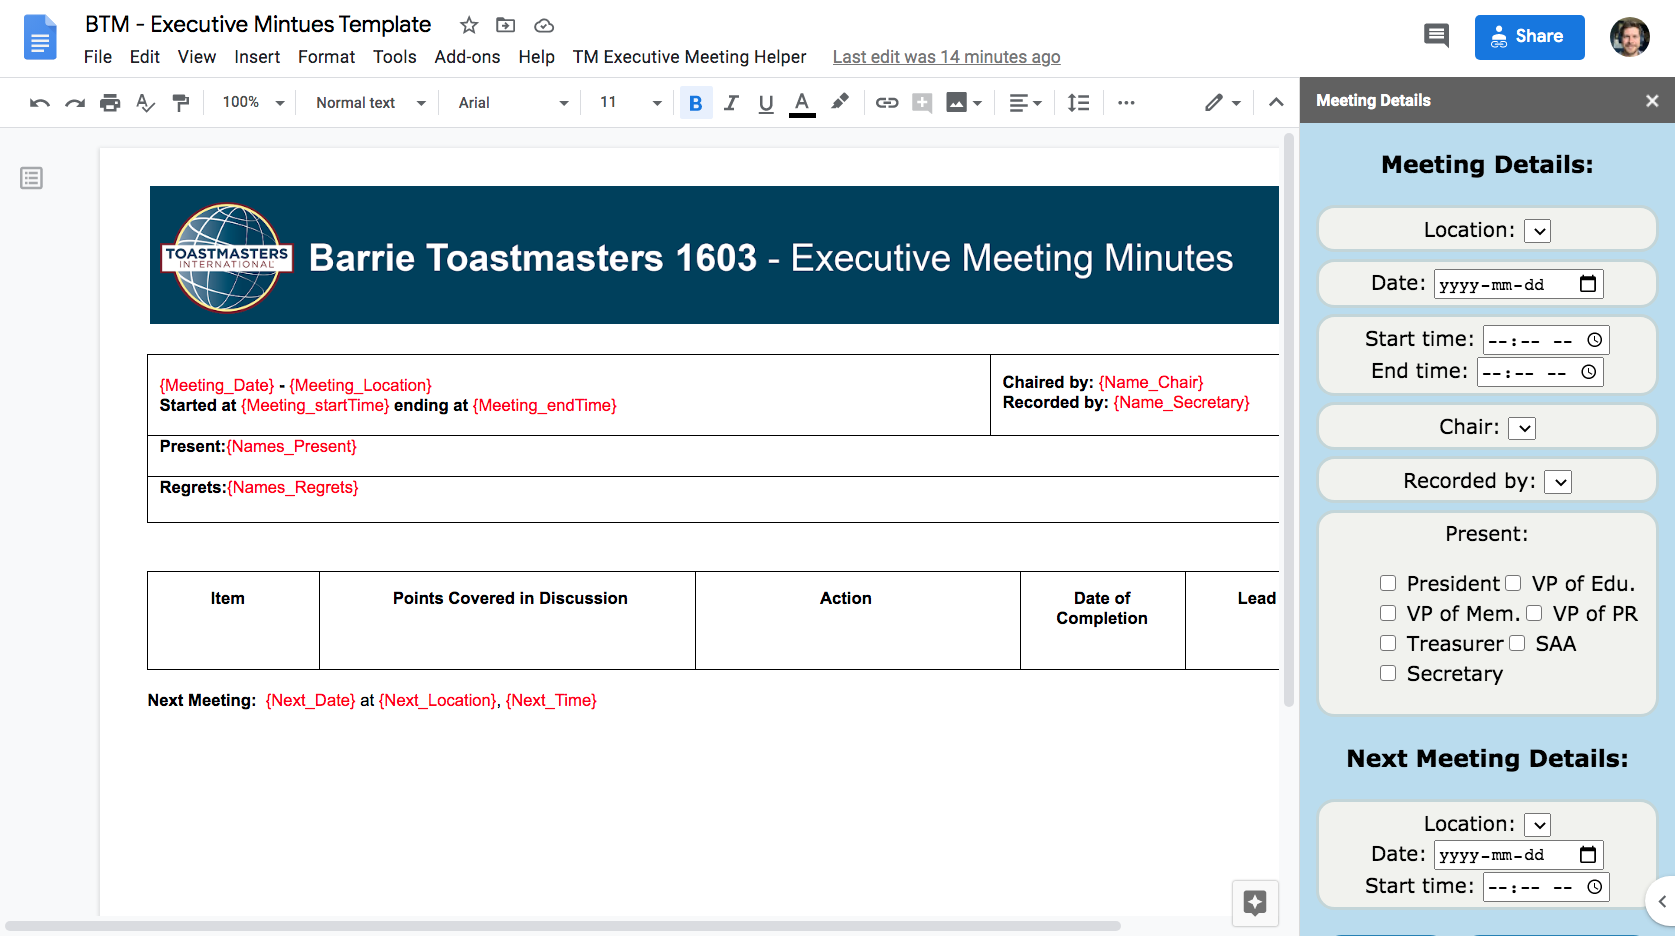 BTM - Executive Mintues Template
File Edit View Insert Format Tools Add-ons Help TM Executive Meeting Helper Last edit was 14 minutes ago
Share
100% Normal text Arial 11 B I U A
Meeting Details
TOASTMASTERS
INTERNATIONAL
Barrie Toastmasters 1603 - Executive Meeting Minutes
{Meeting_Date} - {Meeting_Location}
Started at {Meeting_startTime} ending at {Meeting_endTime}
Chaired by: {Name_Chair}
Recorded by: {Name_Secretary}
Present:{Names_Present}
Regrets:{Names_Regrets}
Item
Points Covered in Discussion
Action
Date of
Completion
Lead
Next Meeting: {Next_Date} at {Next_Location}, {Next_Time}
Meeting Details:
Location:
Date: yyyy-mm-dd
Start time: --:-- --
End time: --:-- --
Chair:
Recorded by:
Present:
President VP of Edu.
VP of Mem. VP of PR
Treasurer SAA
Secretary
Next Meeting Details:
Location:
Date: yyyy-mm-dd
Start time: --:-- --